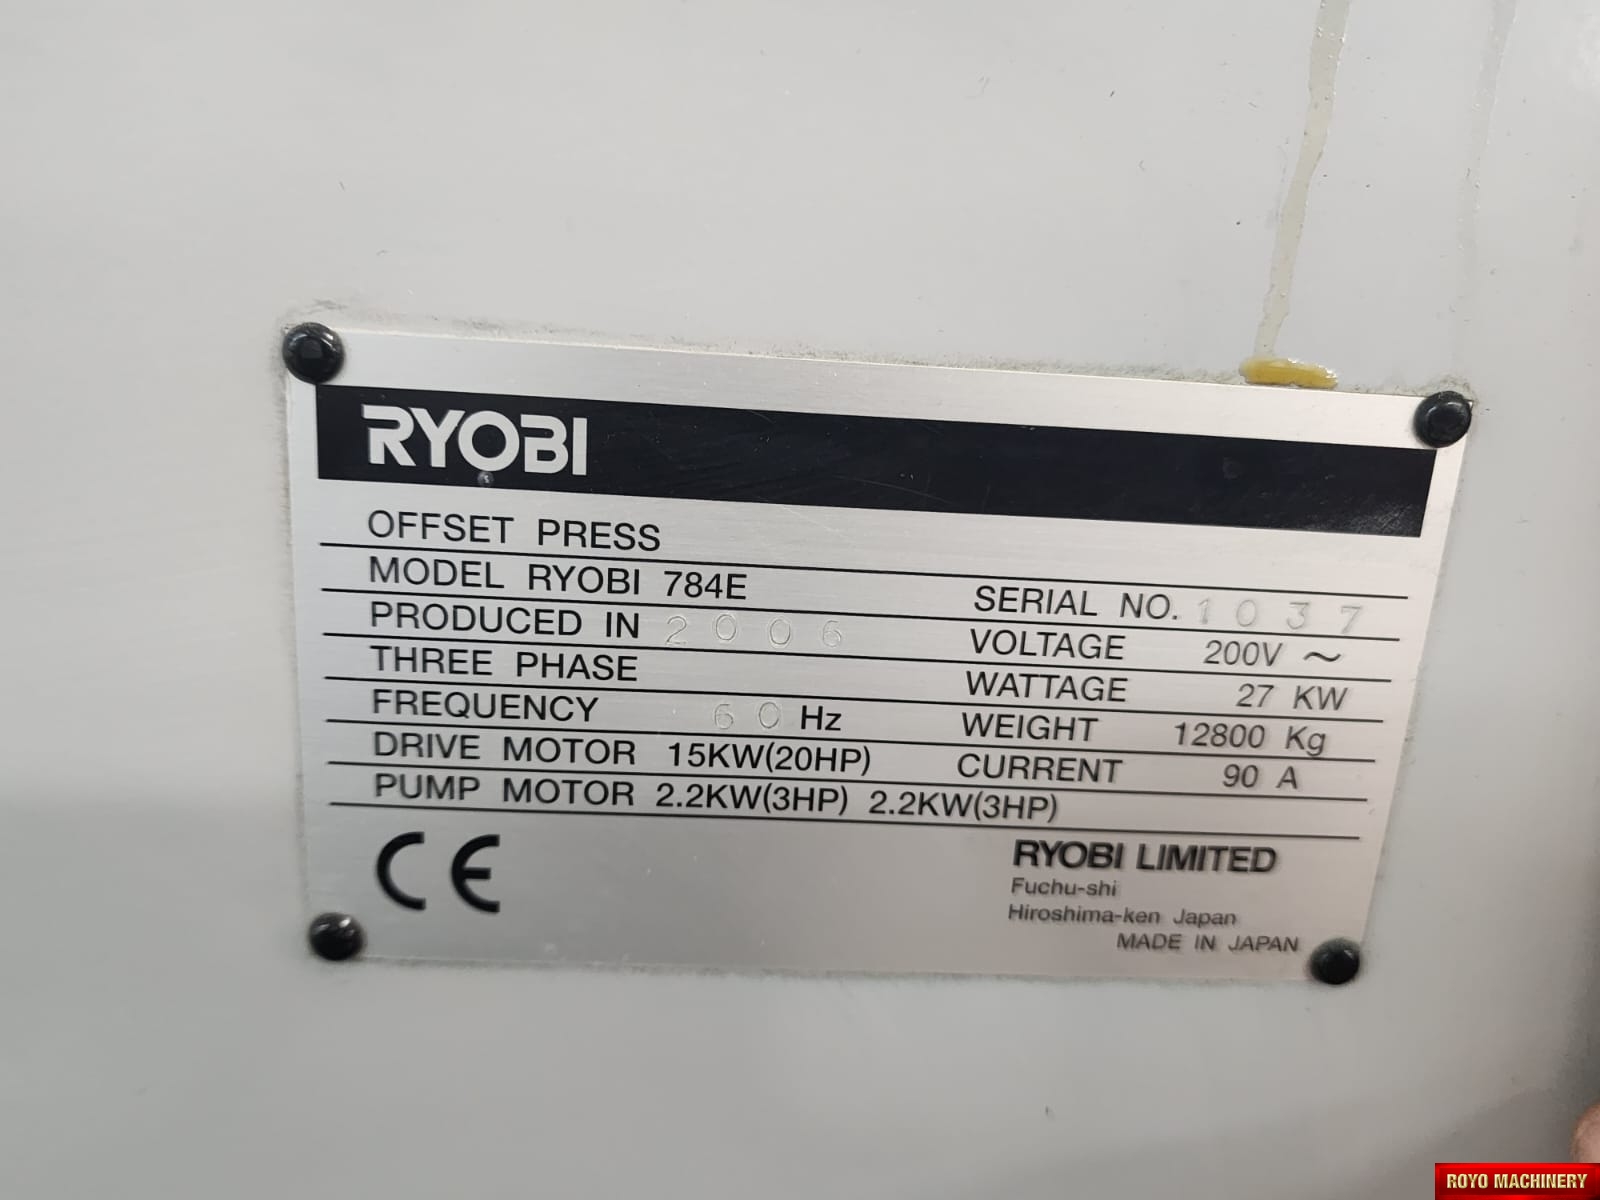 RYOBI
OFFSET PRESS
MODEL RYOBI 784E SERIAL NO. 1037
PRODUCED IN 2006 VOLTAGE 200V ~
THREE PHASE WATTAGE 27 KW
FREQUENCY 60 Hz WEIGHT 12800 Kg
DRIVE MOTOR 15KW(20HP) CURRENT 90 A
PUMP MOTOR 2.2KW(3HP) 2.2KW(3HP)
CE
RYOBI LIMITED
Fuchu-shi
Hiroshima-ken Japan
MADE IN JAPAN
ROYO MACHINERY